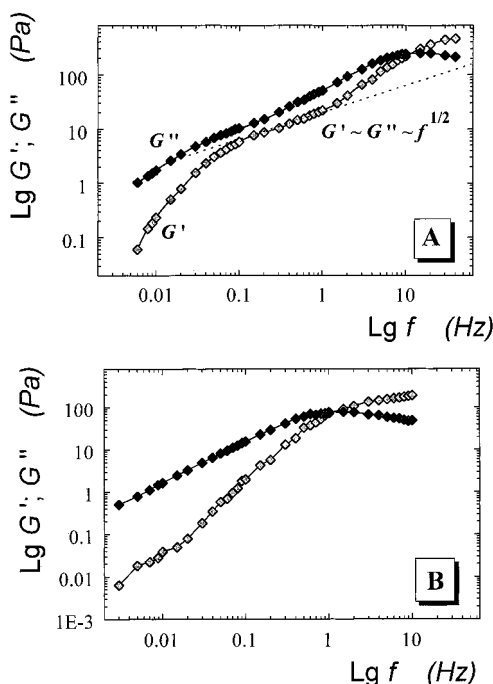 Lg G'; G'' (Pa)
100
10
1
0.1
G''
G' ~ G'' ~ f 1/2
G'
A
0.01 0.1 1 10
Lg f (Hz)
Lg G'; G'' (Pa)
100
10
1
0.1
0.01
1E-3
B
0.01 0.1 1 10
Lg f (Hz)